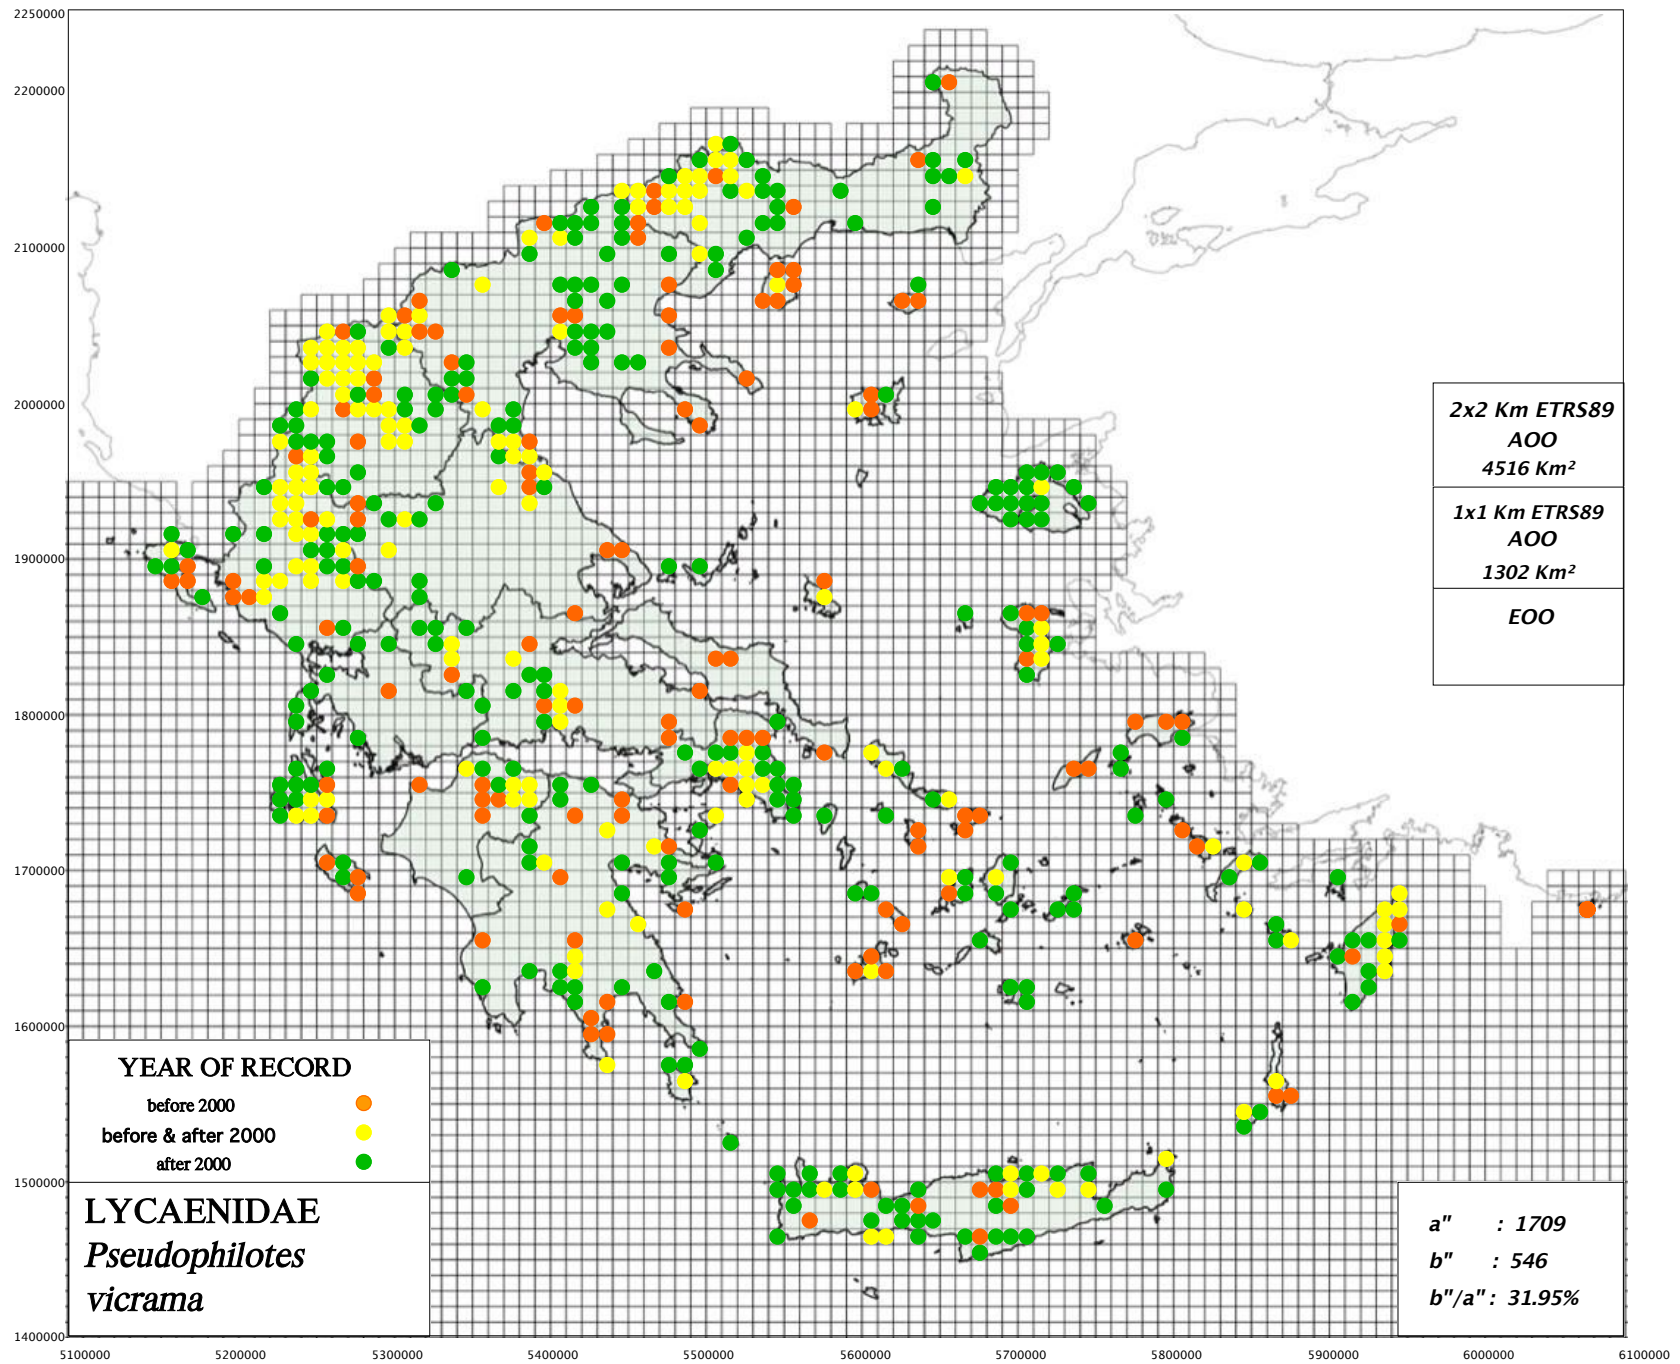 2250000
2200000
2100000
2000000
1900000
1800000
1700000
1600000
1500000
1400000
2x2 Km ETRS89
AOO
4516 Km²
1x1 Km ETRS89
AOO
1302 Km²
EOO
YEAR OF RECORD
before 2000
before & after 2000
after 2000
LYCAENIDAE
Pseudophilotes
vicrama
a" : 1709
b" : 546
b"/a" : 31.95%
5100000 5200000 5300000 5400000 5500000 5600000 5700000 5800000 5900000 6000000 6100000